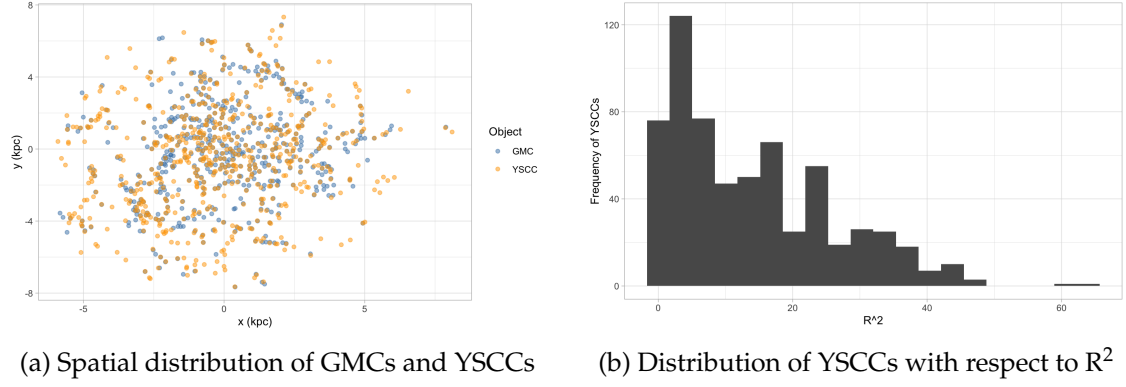 8
4
0
-4
-8
y (kpc)
-5
0
5
x (kpc)
Object
GMC
YSCC
(a) Spatial distribution of GMCs and YSCCs
120
80
40
0
Frequency of YSCCs
0
20
40
60
R^2
(b) Distribution of YSCCs with respect to R²